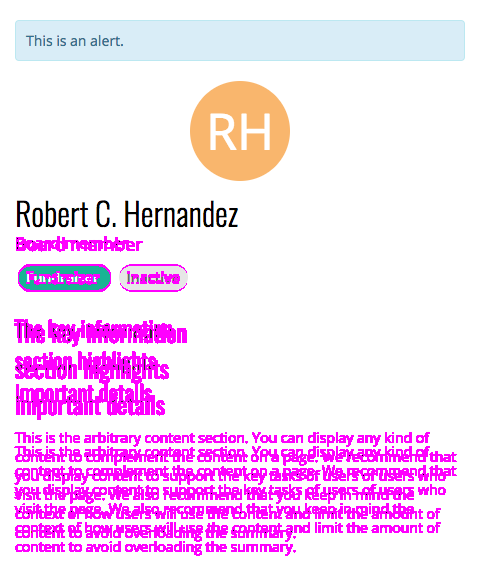 This is an alert.
RH
Robert C. Hernandez
Board member
Fundraiser Inactive
The key information
section highlights
important details
This is the arbitrary content section. You can display any kind of
content to complement the content on a page. We recommend that
you display content to support the key tasks of users of users who
visit the page. We also recommend that you keep in mind the
context of how users will use the content and limit the amount of
content to avoid overloading the summary.